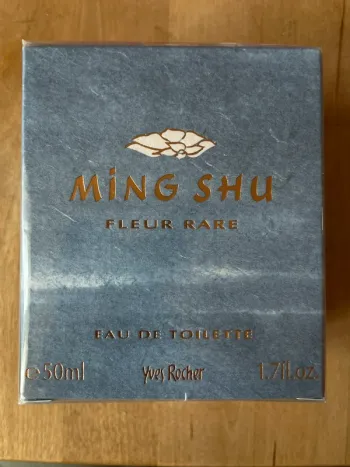 MiNG SHU
FLEUR RARE
EAU DE TOILETTE
℮50ml Yves Rocher 1.7fl.oz.